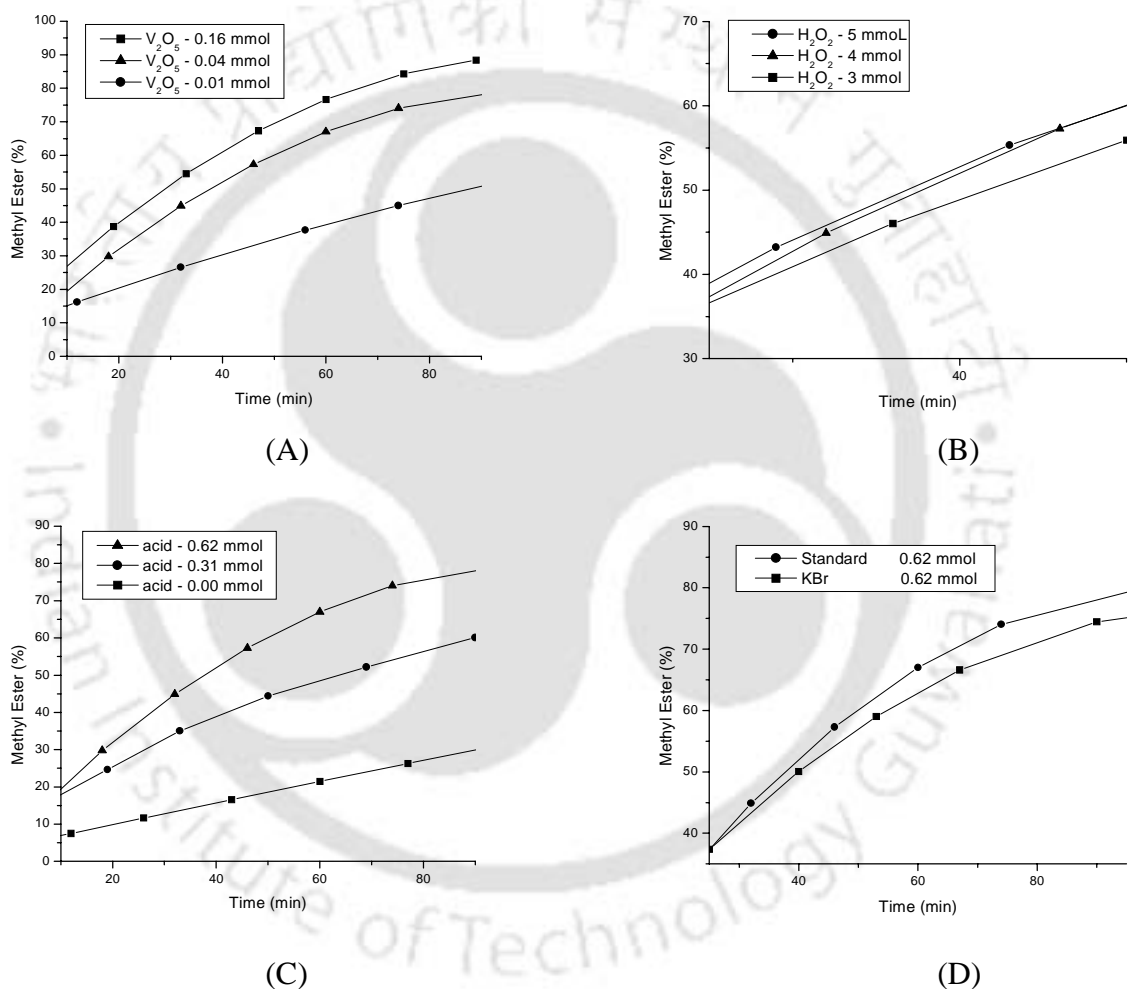 V2O5 - 0.16 mmol
V2O5 - 0.04 mmol
V2O5 - 0.01 mmol
100
90
80
70
60
50
40
30
20
10
0
Methyl Ester (%)
20
40
60
80
Time (min)
(A)
H2O2 - 5 mmoL
H2O2 - 4 mmol
H2O2 - 3 mmol
70
60
50
40
30
Methyl Ester (%)
40
Time (min)
(B)
acid - 0.62 mmol
acid - 0.31 mmol
acid - 0.00 mmol
90
80
70
60
50
40
30
20
10
0
Methyl Ester (%)
20
40
60
80
Time (min)
(C)
Standard 0.62 mmol
KBr 0.62 mmol
90
80
70
60
50
40
Methyl Ester (%)
40
60
80
Time (min)
(D)
Indian Institute of Technology Guwahati